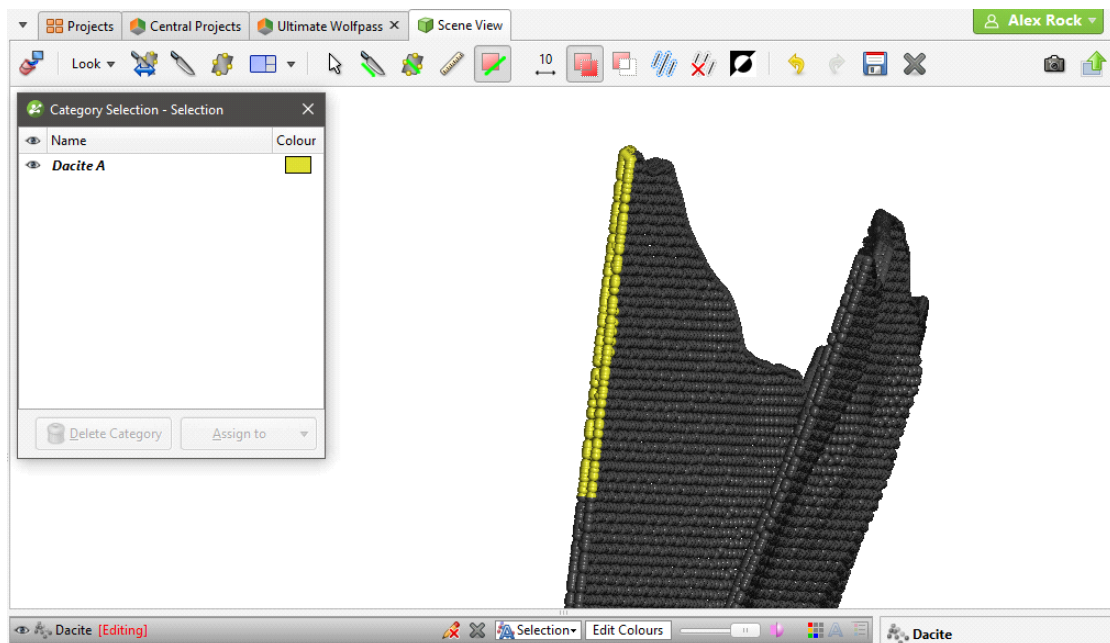 Projects Central Projects Ultimate Wolfpass Scene View
Alex Rock
Look
10
Category Selection - Selection
Name Colour
Dacite A
Delete Category Assign to
Dacite [Editing] Selection Edit Colours Dacite